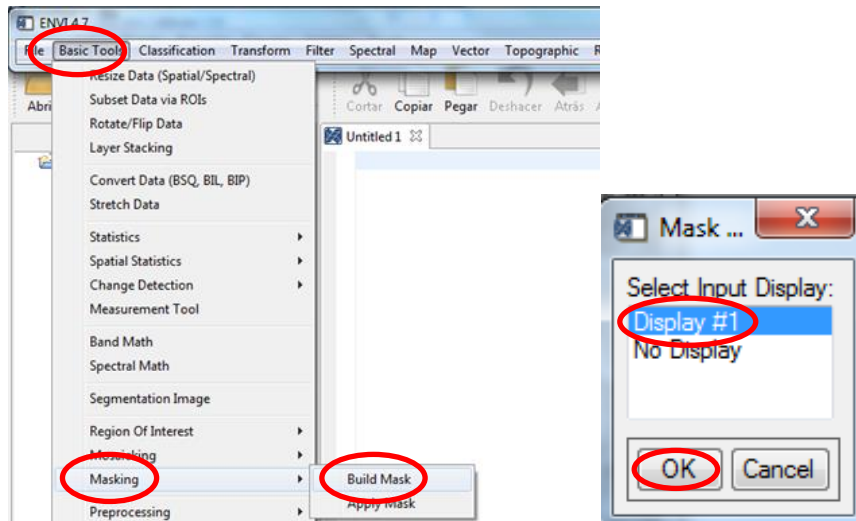 ENVI 4.7
File Basic Tools Classification Transform Filter Spectral Map Vector Topographic R
Resize Data (Spatial/Spectral)
Subset Data via ROIs
Rotate/Flip Data
Layer Stacking
Convert Data (BSQ, BIL, BIP)
Stretch Data
Statistics
Spatial Statistics
Change Detection
Measurement Tool
Band Math
Spectral Math
Segmentation Image
Region Of Interest
Mosaicking
Masking
Preprocessing
Build Mask
Apply Mask
Abri
Cortar Copiar Pegar Deshacer Atrás
Untitled 1
Mask ...
Select Input Display:
Display #1
No Display
OK Cancel